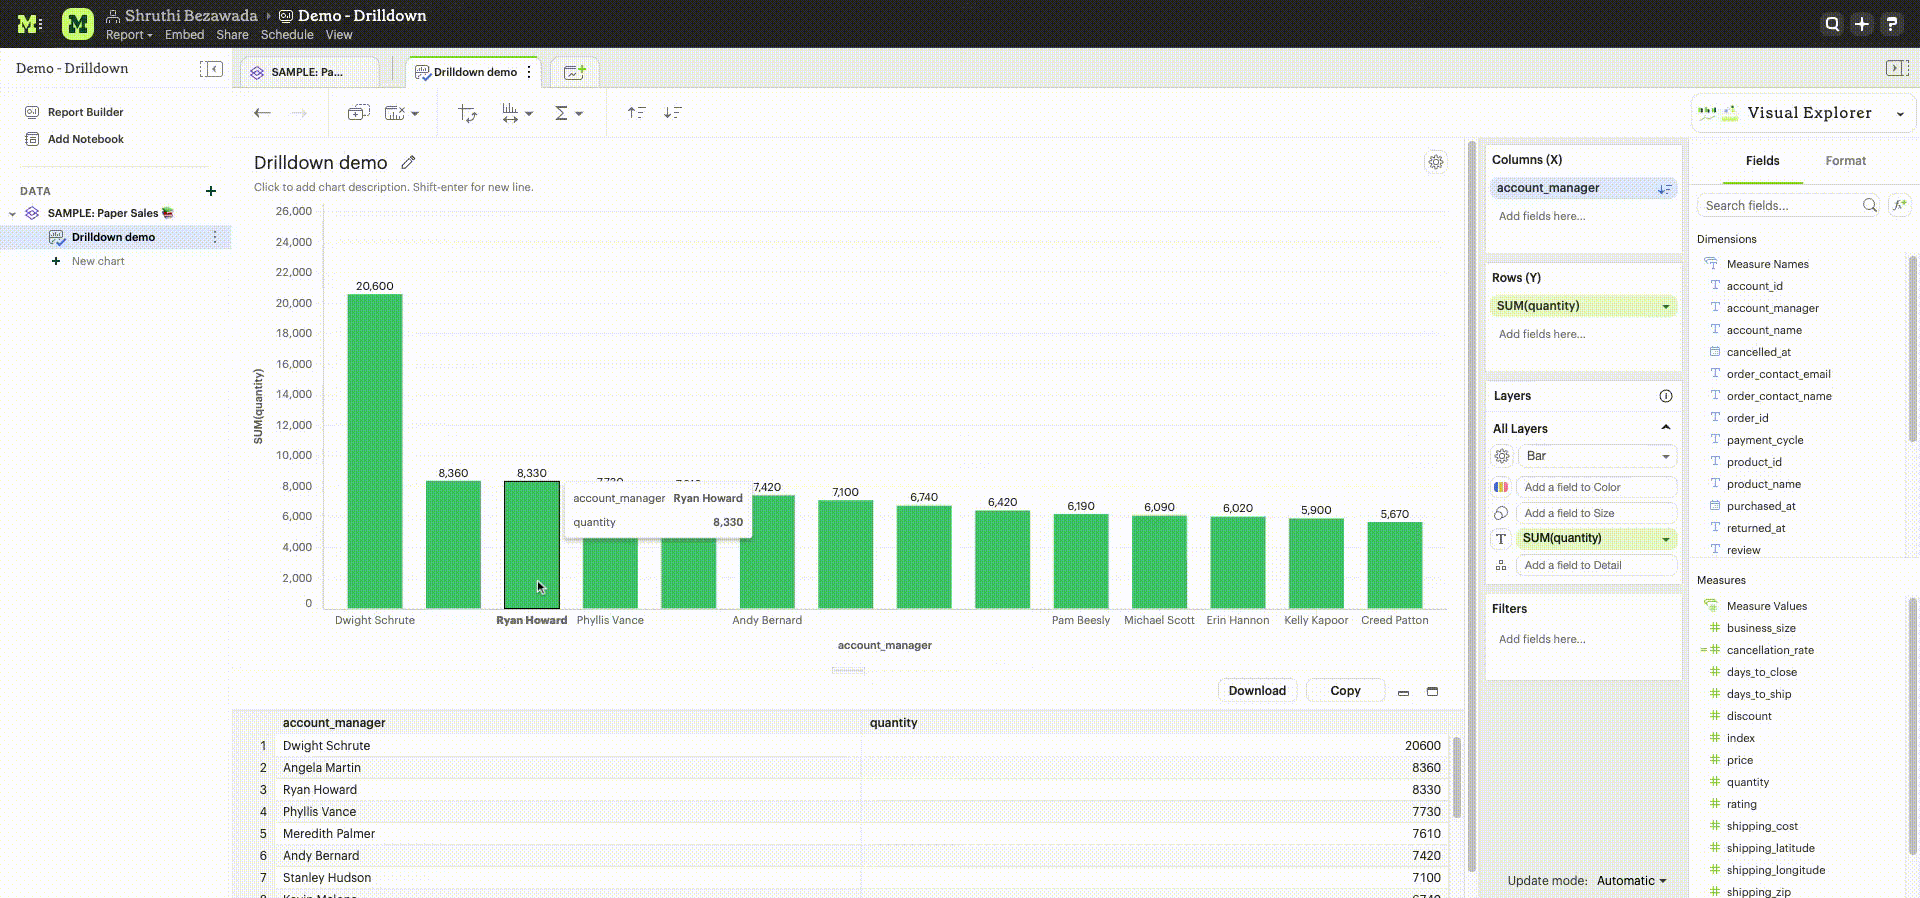 Shruthi Bezawada › Demo - Drilldown
Report Embed Share Schedule View
Demo - Drilldown
Report Builder
Add Notebook
DATA
SAMPLE: Paper Sales
Drilldown demo
New chart
SAMPLE: Pa...
Drilldown demo
Drilldown demo
Click to add chart description. Shift-enter for new line.
SUM(quantity)
26,000
24,000
22,000
20,000
18,000
16,000
14,000
12,000
10,000
8,000
6,000
4,000
2,000
0
20,600
8,360
8,330
7,420
7,100
6,740
6,420
6,190
6,090
6,020
5,900
5,670
account_manager Ryan Howard
quantity 8,330
Dwight Schrute Ryan Howard Phyllis Vance Andy Bernard Pam Beesly Michael Scott Erin Hannon Kelly Kapoor Creed Patton
account_manager
Download Copy
account_manager quantity
1 Dwight Schrute 20600
2 Angela Martin 8360
3 Ryan Howard 8330
4 Phyllis Vance 7730
5 Meredith Palmer 7610
6 Andy Bernard 7420
7 Stanley Hudson 7100
Columns (X)
account_manager
Add fields here...
Rows (Y)
SUM(quantity)
Add fields here...
Layers
All Layers
Bar
Add a field to Color
Add a field to Size
T SUM(quantity)
Add a field to Detail
Filters
Add fields here...
Update mode: Automatic
Visual Explorer
Fields Format
Search fields...
Dimensions
Measure Names
account_id
account_manager
account_name
cancelled_at
order_contact_email
order_contact_name
order_id
payment_cycle
product_id
product_name
purchased_at
returned_at
review
Measures
Measure Values
business_size
cancellation_rate
days_to_close
days_to_ship
discount
index
price
quantity
rating
shipping_cost
shipping_latitude
shipping_longitude
shipping_zip